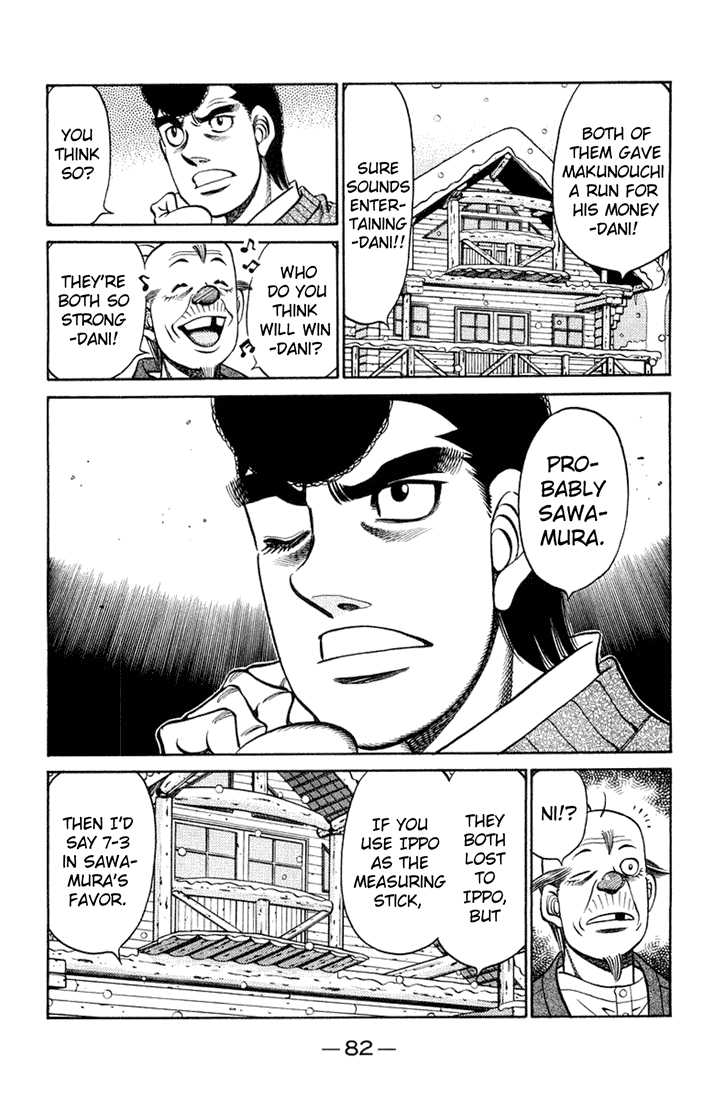 BOTH OF
THEM GAVE
MAKUNOUCHI
A RUN FOR
HIS MONEY
-DANI!
SURE
SOUNDS
ENTER-
TAINING
-DANI!!
YOU
THINK
SO?
WHO
DO YOU
THINK
WILL WIN
-DANI?
THEY'RE
BOTH SO
STRONG
-DANI!
PRO-
BABLY
SAWA-
MURA.
NI!?
THEY
BOTH
LOST
TO
IPPO,
BUT
IF YOU
USE IPPO
AS THE
MEASURING
STICK,
THEN I'D
SAY 7-3
IN SAWA-
MURA'S
FAVOR.
—82—